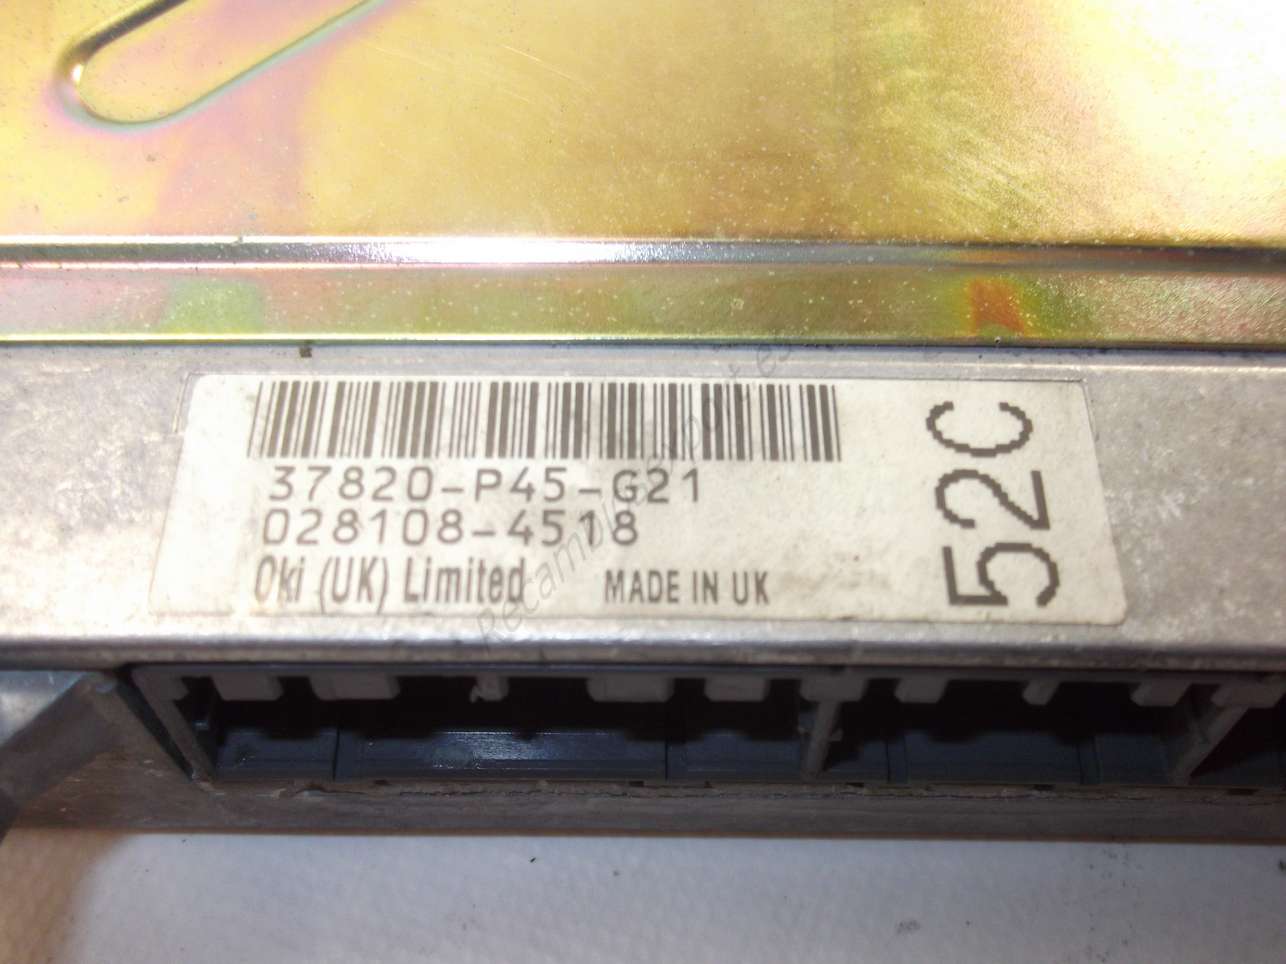 37820-P45-G21
028108-4518
Oki (UK) Limited MADE IN UK
52C